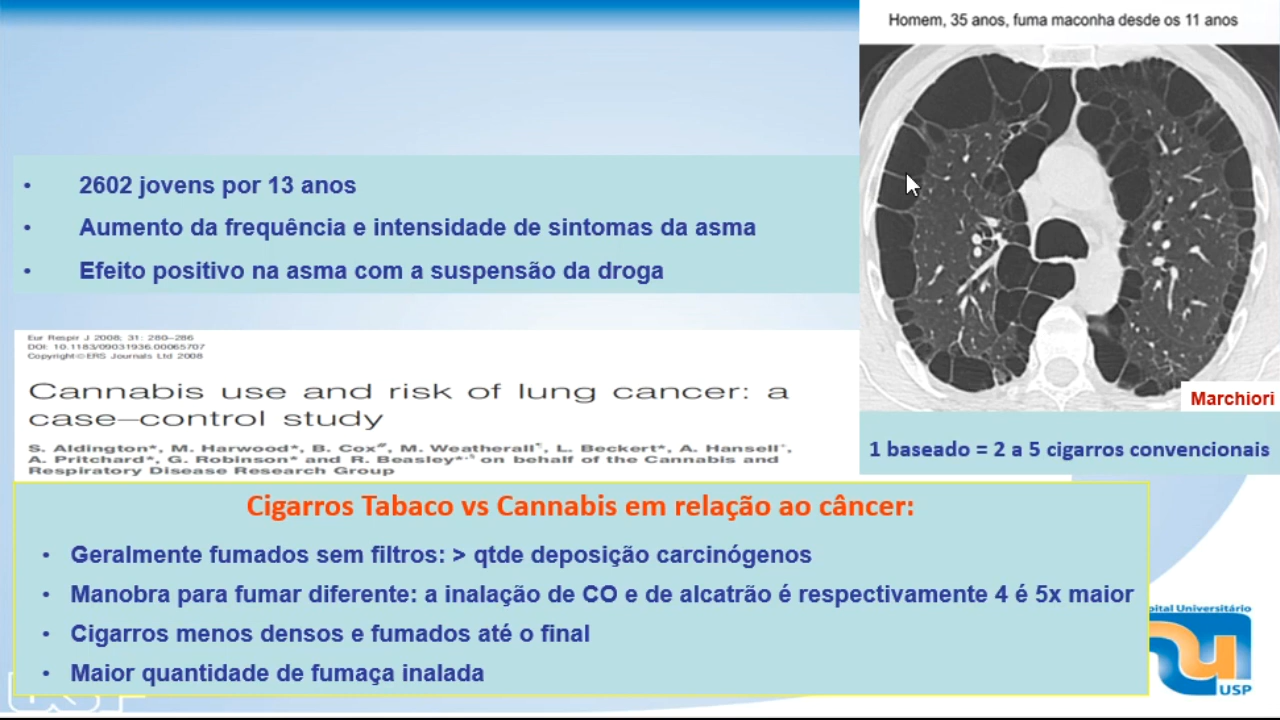 Homem, 35 anos, fuma maconha desde os 11 anos
• 2602 jovens por 13 anos
• Aumento da frequência e intensidade de sintomas da asma
• Efeito positivo na asma com a suspensão da droga
Marchiori
1 baseado = 2 a 5 cigarros convencionais
Eur Respir J 2008; 31: 280–286
DOI: 10.1183/09031936.00065707
Copyright©ERS Journals Ltd 2008
Cannabis use and risk of lung cancer: a
case–control study
S. Aldington*, M. Harwood*, B. Cox#, M. Weatherall¶, L. Beckert*, A. Hansell+,
A. Pritchard*, G. Robinson* and R. Beasley*,§ on behalf of the Cannabis and
Respiratory Disease Research Group
Cigarros Tabaco vs Cannabis em relação ao câncer:
• Geralmente fumados sem filtros: > qtde deposição carcinógenos
• Manobra para fumar diferente: a inalação de CO e de alcatrão é respectivamente 4 é 5x maior
• Cigarros menos densos e fumados até o final
• Maior quantidade de fumaça inalada
pital Universitário
USP